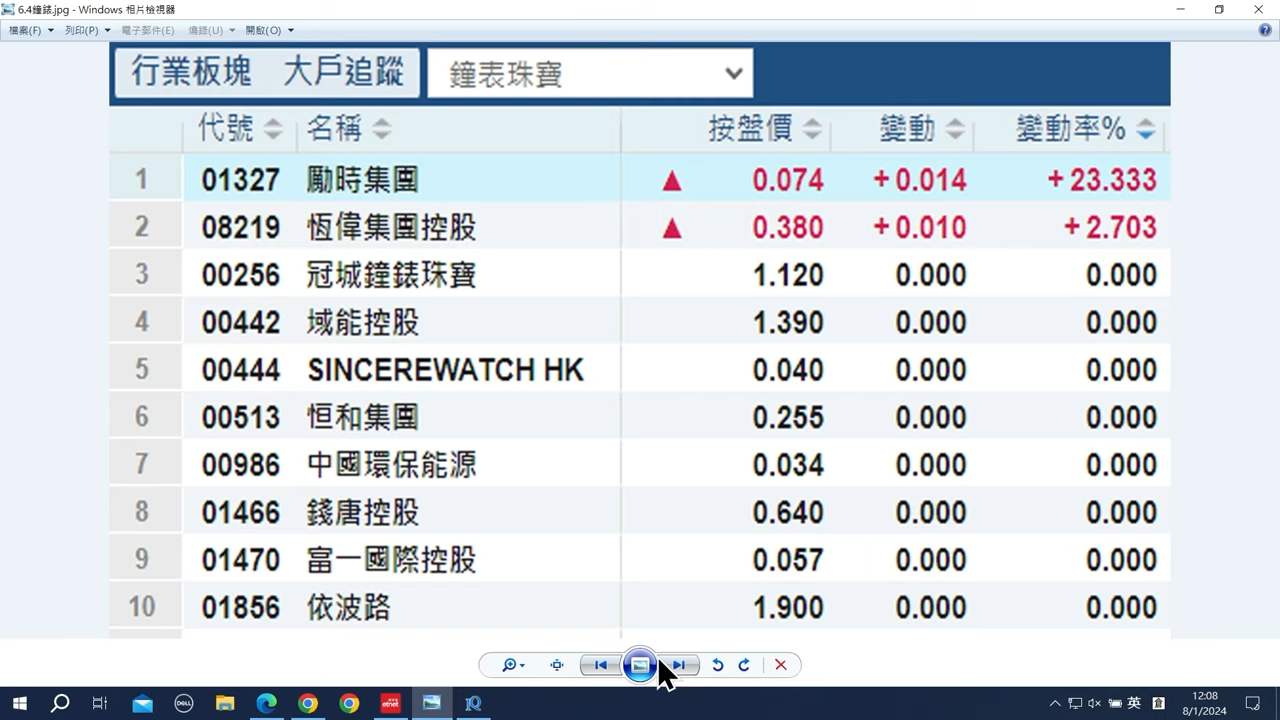 6.4鐘錶.jpg - Windows 相片檢視器
檔案(F) 列印(P) 電子郵件(E) 燒錄(U) 開啟(O)
行業板塊 大戶追蹤 鐘表珠寶
代號 名稱 按盤價 變動 變動率%
1 01327 勵時集團 ▲ 0.074 +0.014 +23.333
2 08219 恆偉集團控股 ▲ 0.380 +0.010 +2.703
3 00256 冠城鐘錶珠寶 1.120 0.000 0.000
4 00442 域能控股 1.390 0.000 0.000
5 00444 SINCEREWATCH HK 0.040 0.000 0.000
6 00513 恒和集團 0.255 0.000 0.000
7 00986 中國環保能源 0.034 0.000 0.000
8 01466 錢唐控股 0.640 0.000 0.000
9 01470 富一國際控股 0.057 0.000 0.000
10 01856 依波路 1.900 0.000 0.000
DELL etnet IQ 英 12:08
8/1/2024